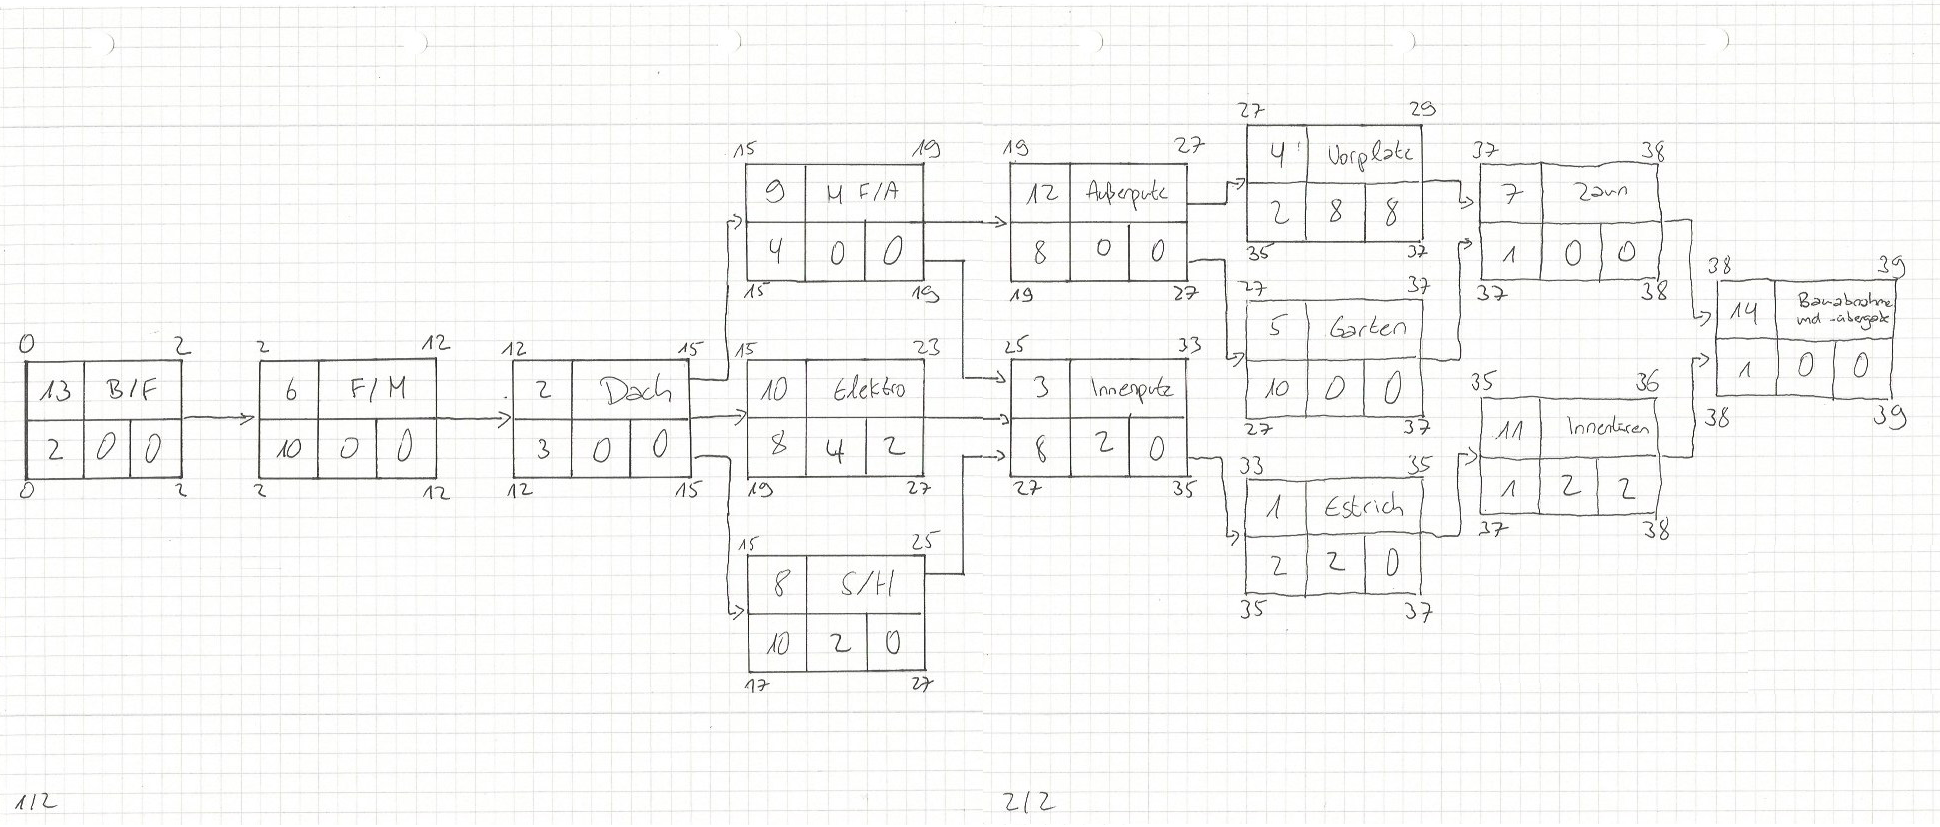 0 2
13 B/F
2 0 0
0 2
2 12
6 F/M
10 0 0
2 12
12 15
2 Dach
3 0 0
12 15
15 19
9 M F/A
4 0 0
15 19
15 23
10 Elektro
8 4 2
19 27
15 25
8 S/H
10 2 0
17 27
1/2
19 27
12 Außenputz
8 0 0
19 27
25 33
3 Innenputz
8 2 0
27 35
27 29
4 Vorplatz
2 8 8
35 37
27 37
5 Garten
10 0 0
27 37
33 35
1 Estrich
2 2 0
35 37
37 38
7 Zaun
1 0 0
37 38
35 36
11 Innentüren
1 2 2
37 38
38 39
14 Bauabnahme
und -übergabe
1 0 0
38 39
2/2